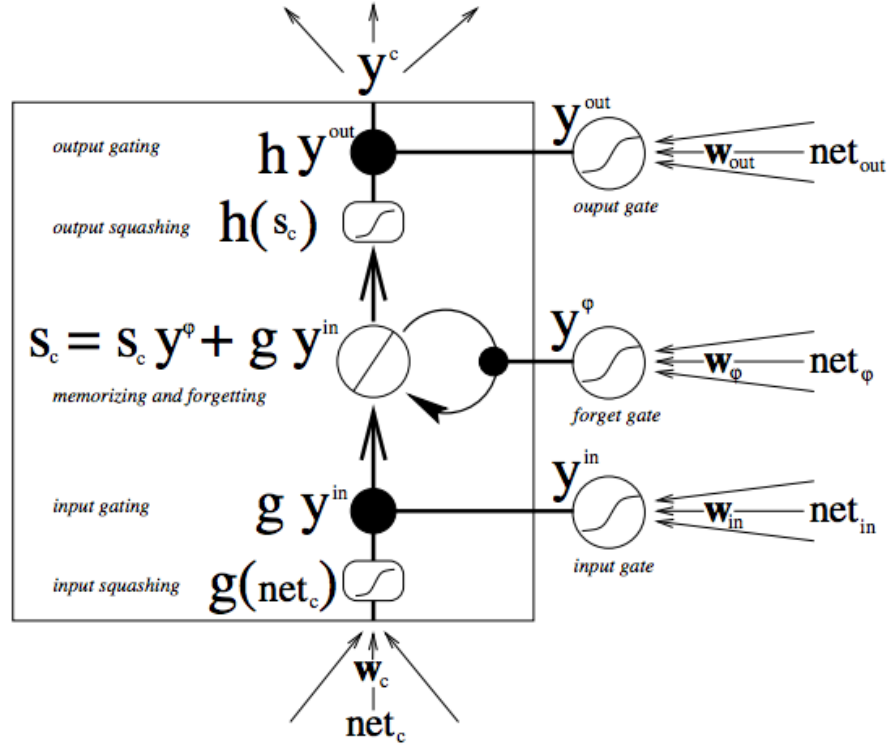 y^c
y^out
output gating
h y^out
w_out
net_out
ouput gate
output squashing
h(s_c)
y^φ
s_c = s_c y^φ + g y^in
w_φ
net_φ
memorizing and forgetting
forget gate
y^in
input gating
g y^in
w_in
net_in
input gate
input squashing
g(net_c)
w_c
net_c